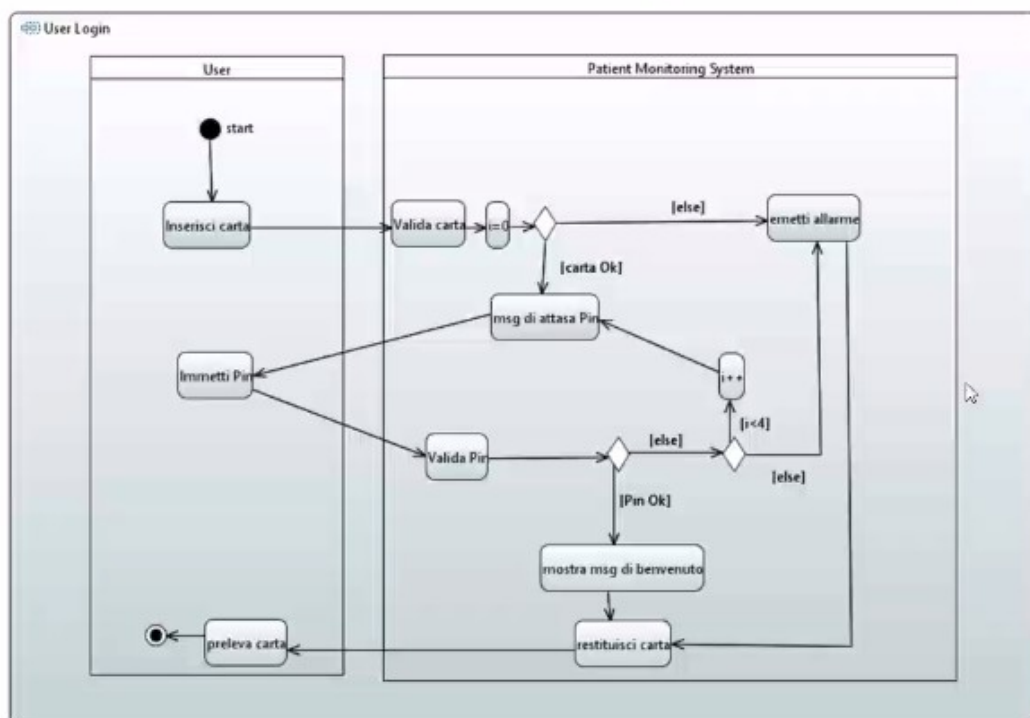 User Login
User
Patient Monitoring System
start
Inserisci carta
Valida carta
i=0
[else]
emetti allarme
[carta Ok]
msg di attasa Pin
Immetti Pin
i++
[i<4]
Valida Pin
[else]
[else]
[Pin Ok]
mostra msg di benvenuto
preleva carta
restituisci carta